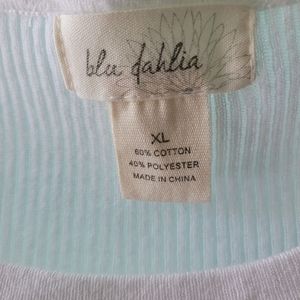 blu dahlia
XL
60% COTTON
40% POLYESTER
MADE IN CHINA